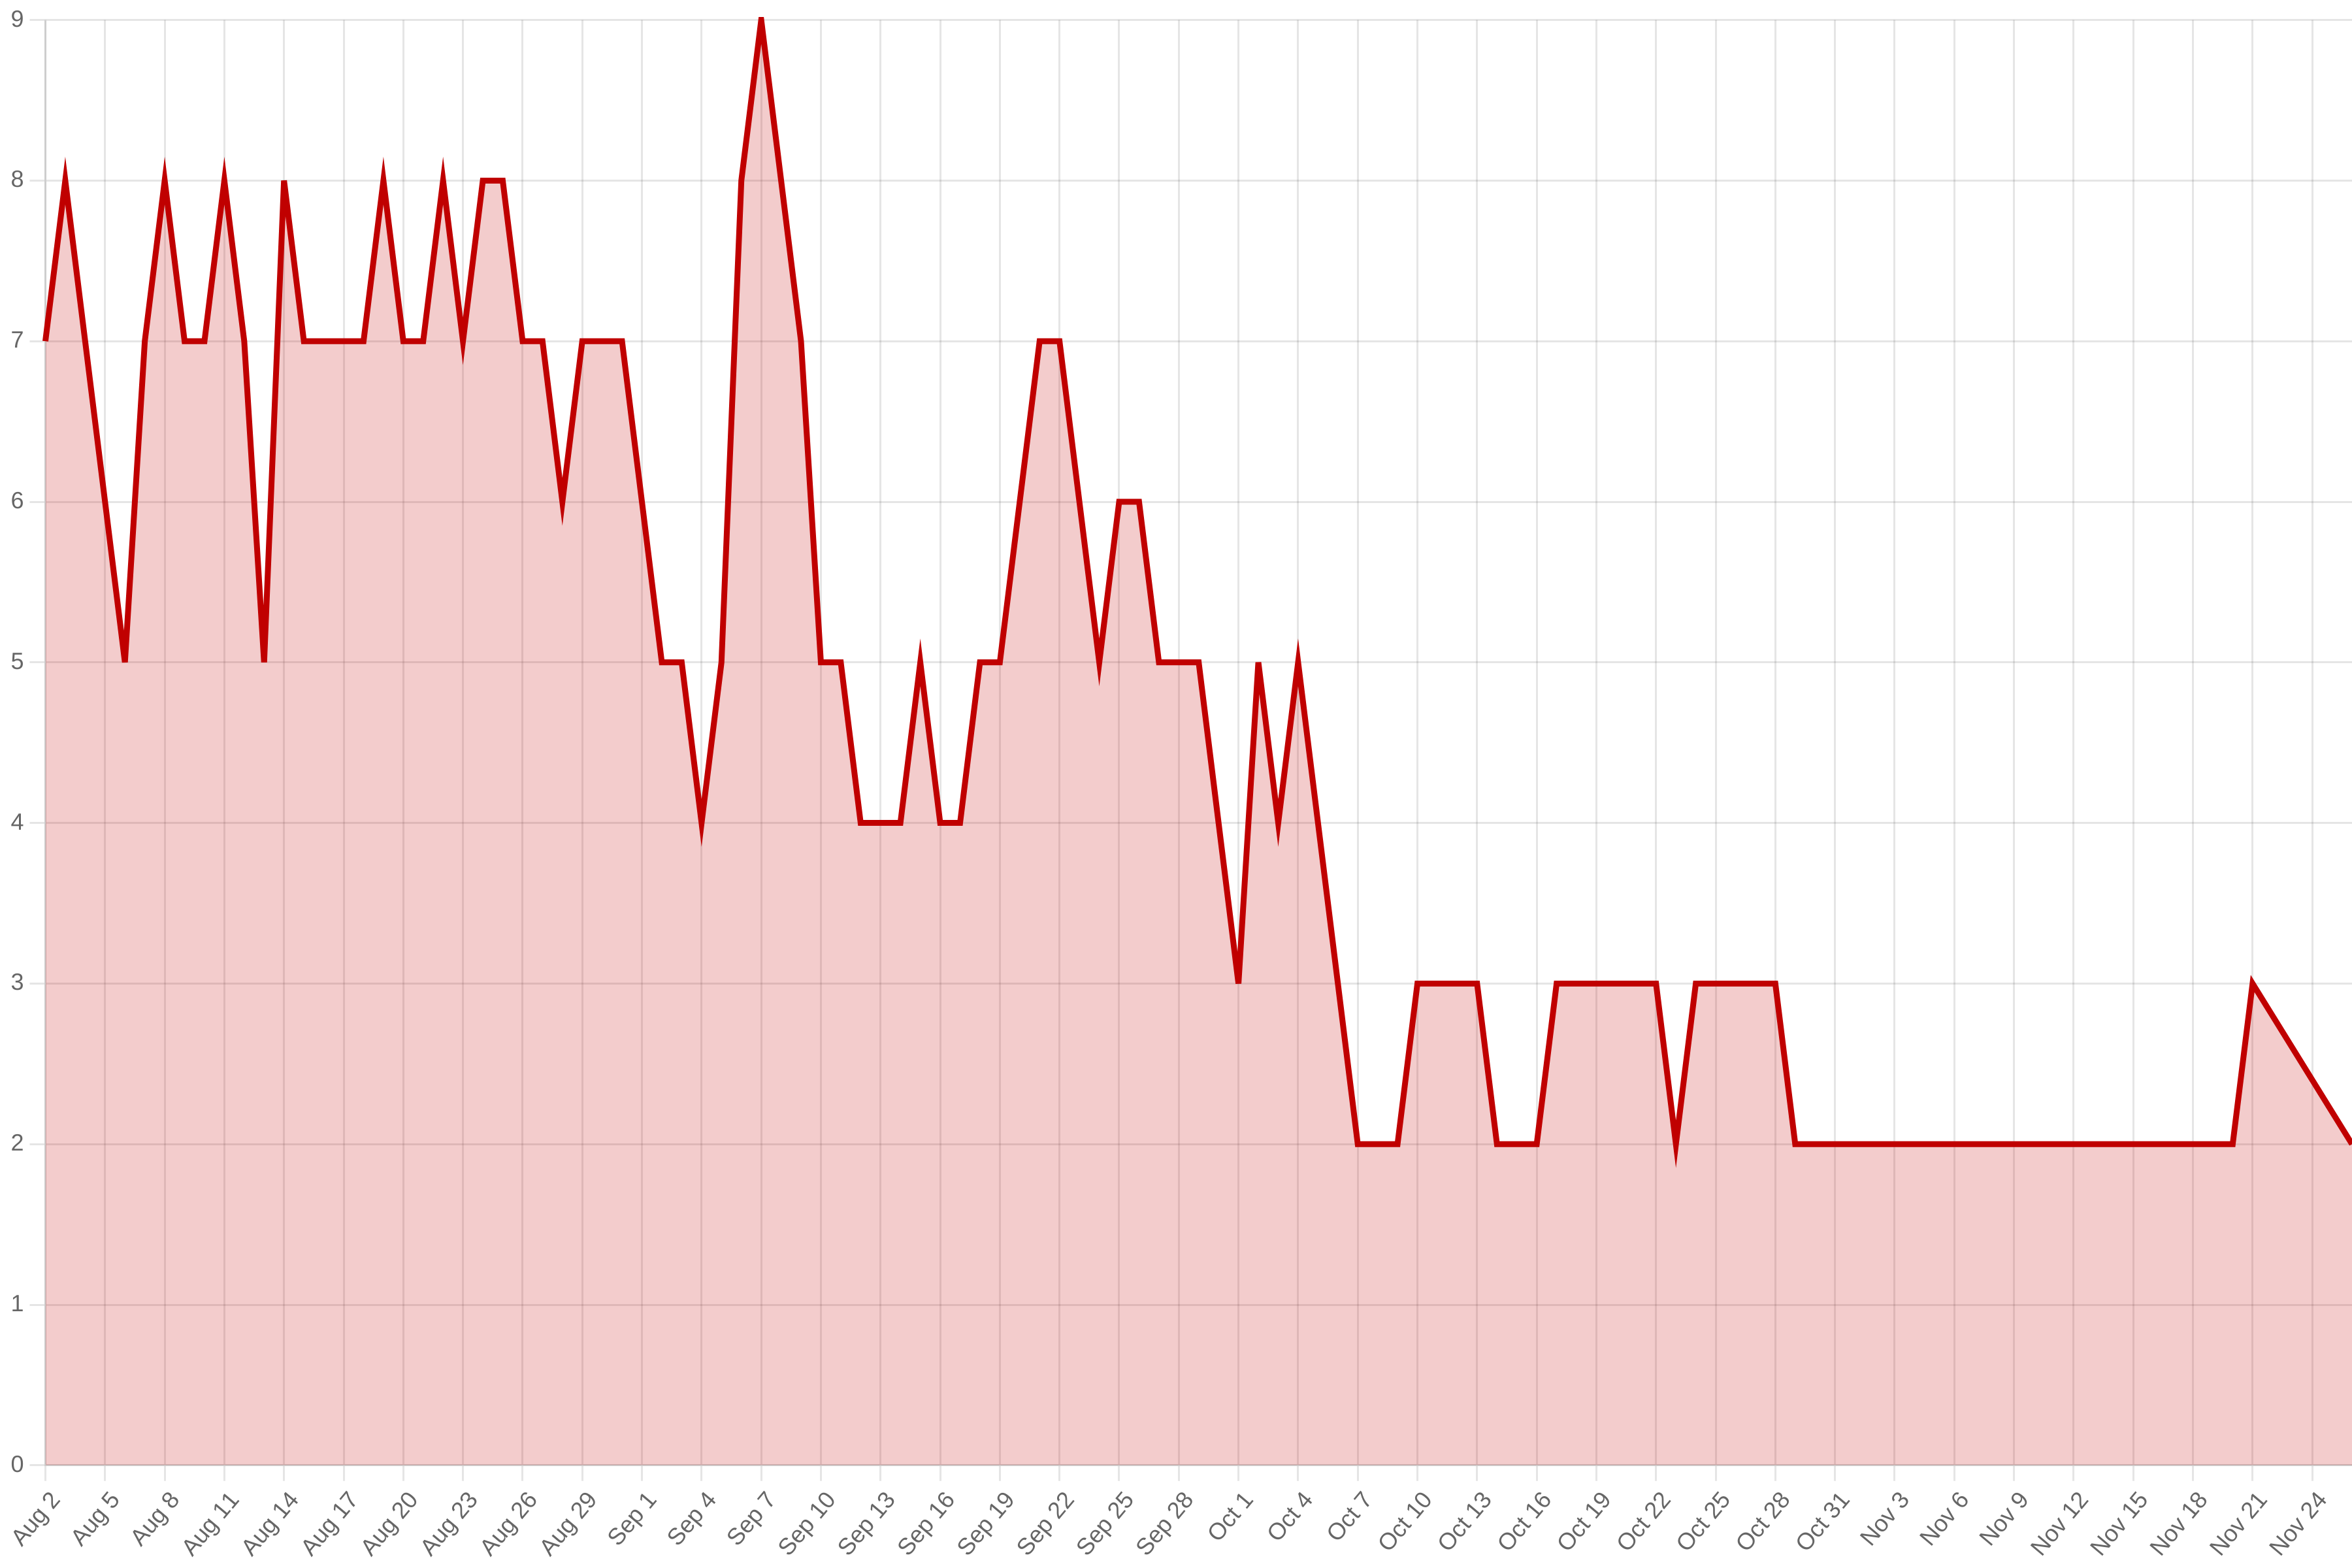 9
8
7
6
5
4
3
2
1
0
Aug 2
Aug 5
Aug 8
Aug 11
Aug 14
Aug 17
Aug 20
Aug 23
Aug 26
Aug 29
Sep 1
Sep 4
Sep 7
Sep 10
Sep 13
Sep 16
Sep 19
Sep 22
Sep 25
Sep 28
Oct 1
Oct 4
Oct 7
Oct 10
Oct 13
Oct 16
Oct 19
Oct 22
Oct 25
Oct 28
Oct 31
Nov 3
Nov 6
Nov 9
Nov 12
Nov 15
Nov 18
Nov 21
Nov 24